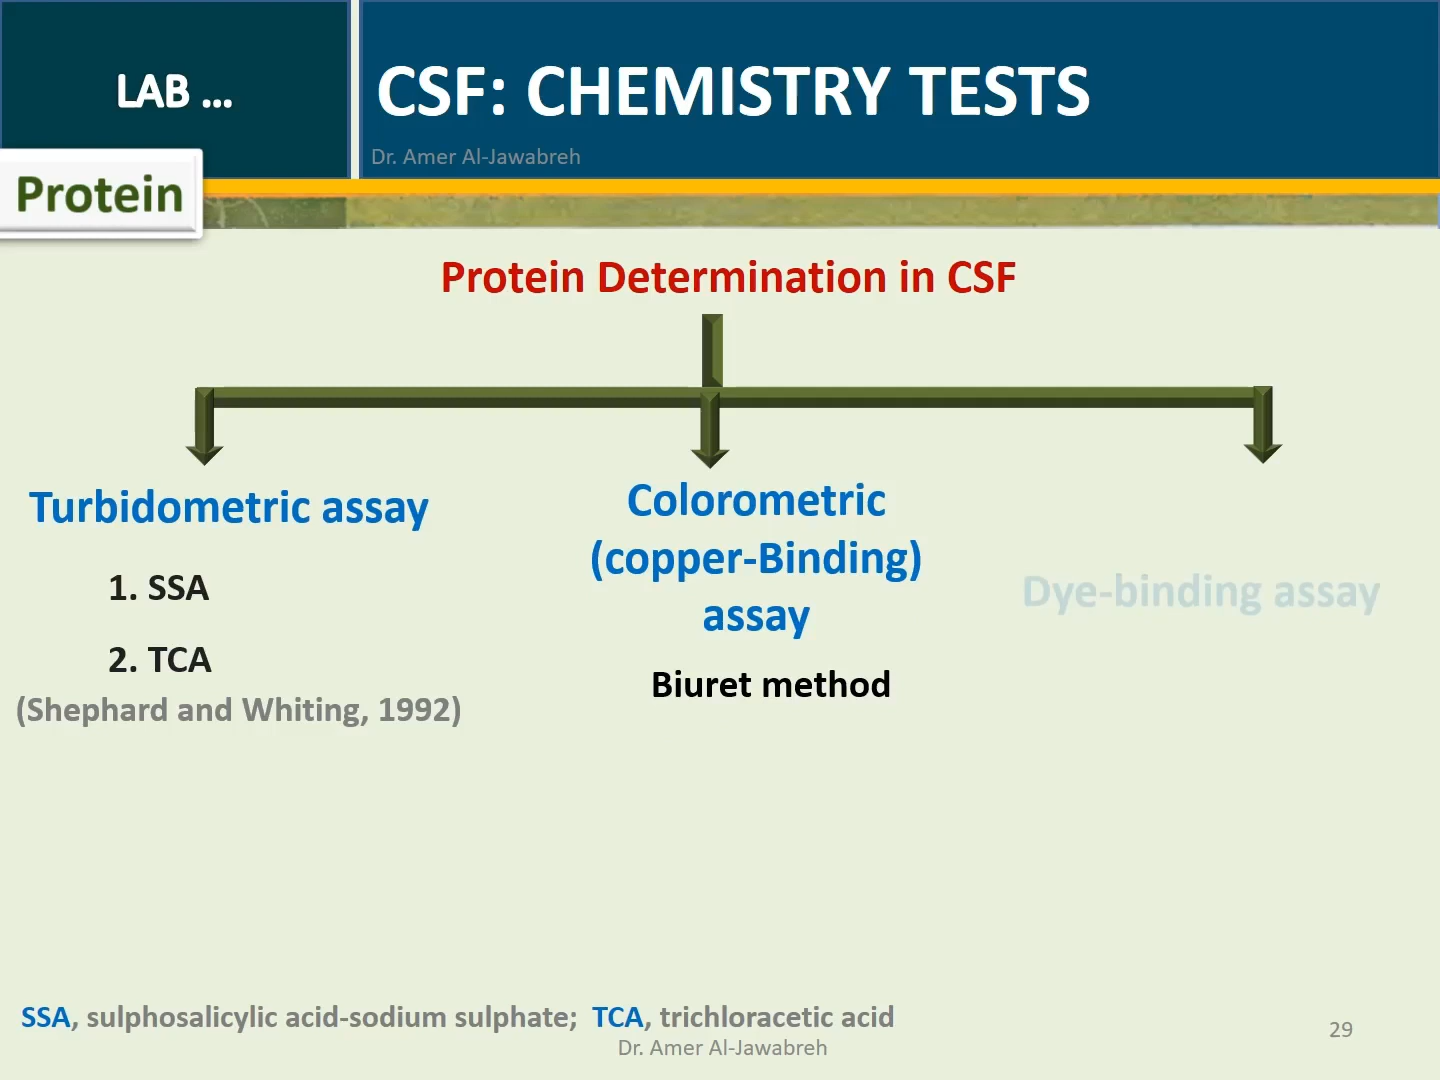 LAB ...
CSF: CHEMISTRY TESTS
Dr. Amer Al-Jawabreh
Protein
Protein Determination in CSF
Turbidometric assay
1. SSA
2. TCA
(Shephard and Whiting, 1992)
Colorometric
(copper-Binding)
assay
Biuret method
Dye-binding assay
SSA, sulphosalicylic acid-sodium sulphate; TCA, trichloracetic acid
Dr. Amer Al-Jawabreh
29